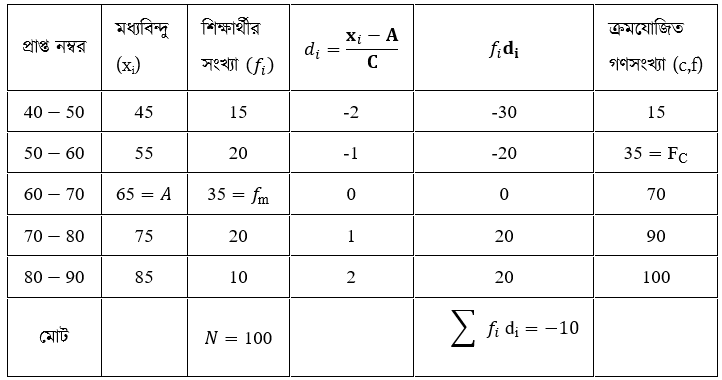 প্রাপ্ত নম্বর | মধ্যবিন্দু (xᵢ) | শিক্ষার্থীর সংখ্যা (fᵢ) | dᵢ = (xᵢ − A)/C | fᵢdᵢ | ক্রমযোজিত গণসংখ্যা (c,f)
40 – 50 | 45 | 15 | -2 | -30 | 15
50 – 60 | 55 | 20 | -1 | -20 | 35 = F_C
60 – 70 | 65 = A | 35 = fₘ | 0 | 0 | 70
70 – 80 | 75 | 20 | 1 | 20 | 90
80 – 90 | 85 | 10 | 2 | 20 | 100
মোট | | N = 100 | | ∑ fᵢ dᵢ = −10 |